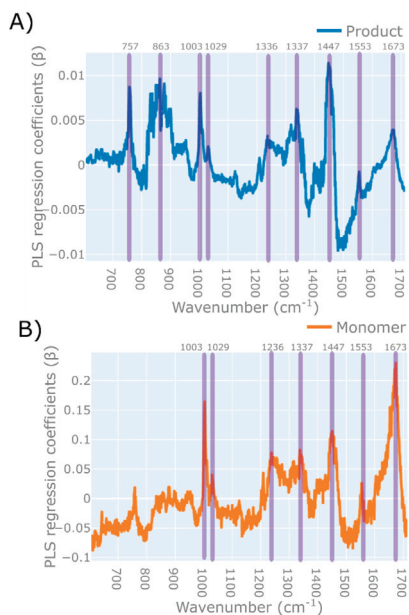 A)
Product
757 863 1003 1029 1336 1337 1447 1553 1673
PLS regression coefficients (β)
0.01
0.005
0
0.005
−0.01
700 800 900 1000 1100 1200 1300 1400 1500 1600 1700
Wavenumber (cm⁻¹)
B)
Monomer
1003 1029 1236 1337 1447 1553 1673
PLS regression coefficients (β)
0.2
0.15
0.1
0.05
0
−0.05
−0.1
700 800 900 1000 1100 1200 1300 1400 1500 1600 1700
Wavenumber (cm⁻¹)